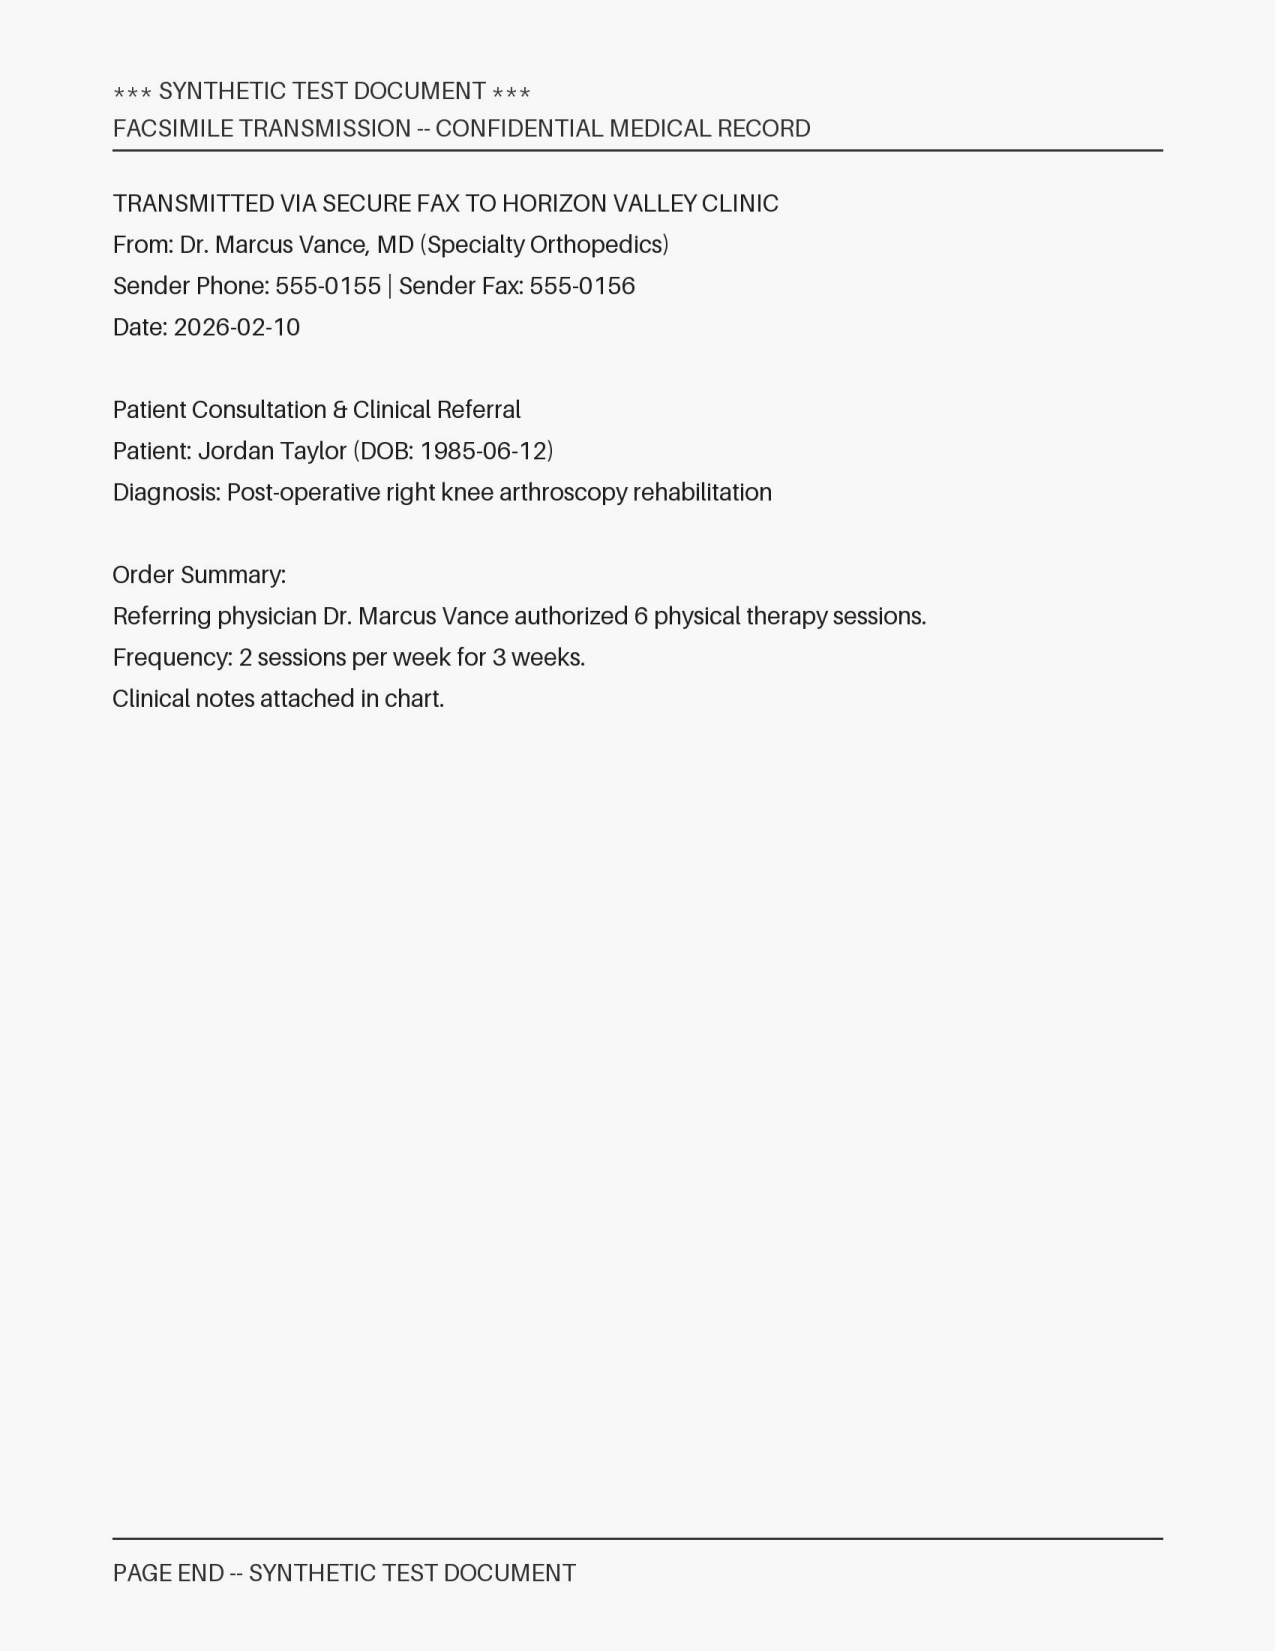 *** SYNTHETIC TEST DOCUMENT ***
FACSIMILE TRANSMISSION -- CONFIDENTIAL MEDICAL RECORD
TRANSMITTED VIA SECURE FAX TO HORIZON VALLEY CLINIC
From: Dr. Marcus Vance, MD (Specialty Orthopedics)
Sender Phone: 555-0155 | Sender Fax: 555-0156
Date: 2026-02-10
Patient Consultation & Clinical Referral
Patient: Jordan Taylor (DOB: 1985-06-12)
Diagnosis: Post-operative right knee arthroscopy rehabilitation
Order Summary:
Referring physician Dr. Marcus Vance authorized 6 physical therapy sessions.
Frequency: 2 sessions per week for 3 weeks.
Clinical notes attached in chart.
PAGE END -- SYNTHETIC TEST DOCUMENT